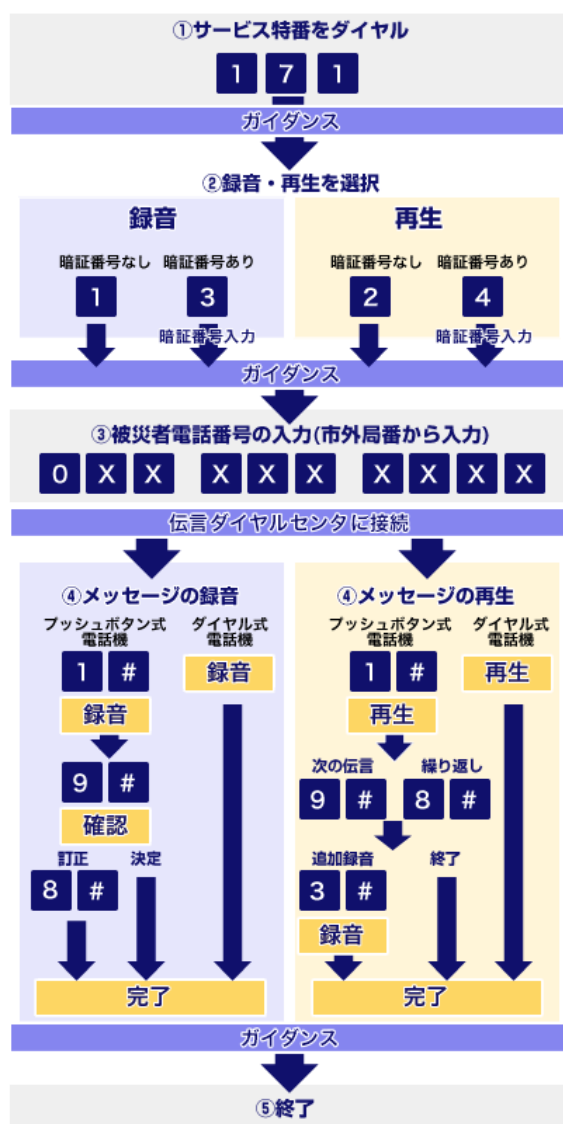 ①サービス特番をダイヤル
1 7 1
ガイダンス
②録音・再生を選択
録音
暗証番号なし 暗証番号あり
1 3
暗証番号入力
再生
暗証番号なし 暗証番号あり
2 4
暗証番号入力
ガイダンス
③被災者電話番号の入力(市外局番から入力)
0 X X X X X X X X X
伝言ダイヤルセンタに接続
④メッセージの録音
プッシュボタン式
電話機
ダイヤル式
電話機
1 #
録音
録音
9 #
確認
訂正 決定
8 #
完了
④メッセージの再生
プッシュボタン式
電話機
ダイヤル式
電話機
1 #
再生
再生
次の伝言 繰り返し
9 # 8 #
追加録音 終了
3 #
録音
完了
ガイダンス
⑤終了